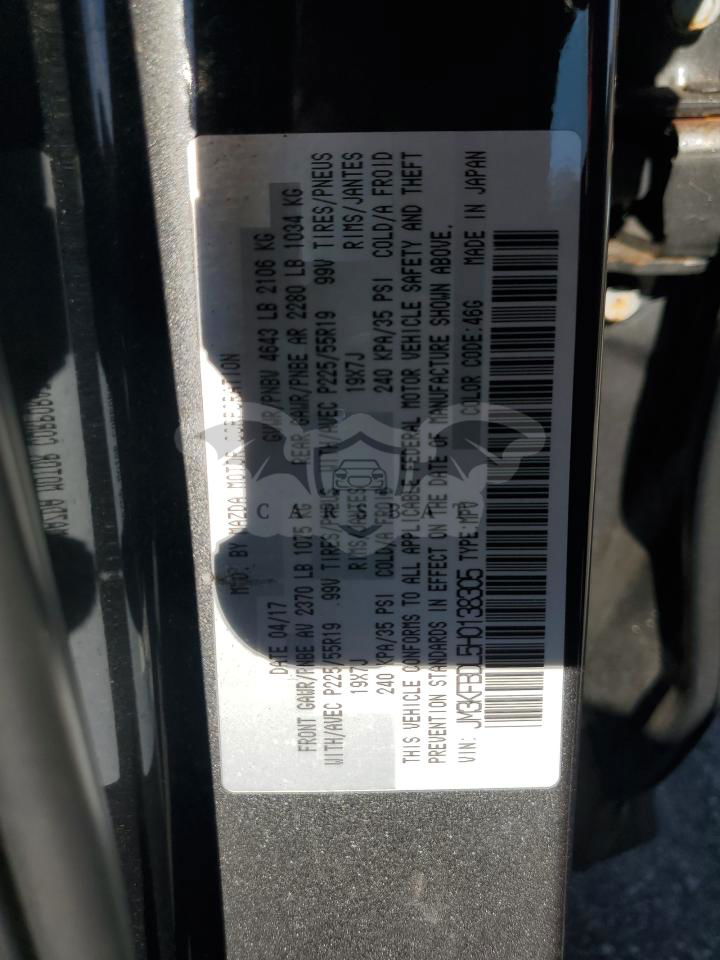 MFD. BY MAZDA MOTOR CORPORATION
DATE 04/17 GAWR/PNBV 4643 LB 2106 KG
FRONT GAWR/PNBE AV 2370 LB 1075 KG REAR GAWR/PNBE AR 2280 LB 1034 KG
WITH/AVEC P225/55R19 99V TIRES/PNEUS WITH/AVEC P225/55R19 99V TIRES/PNEUS
19X7J RIMS/JANTES 19X7J RIMS/JANTES
240 KPA/35 PSI COLD/A FROID 240 KPA/35 PSI COLD/A FROID
THIS VEHICLE CONFORMS TO ALL APPLICABLE FEDERAL MOTOR VEHICLE SAFETY AND THEFT
PREVENTION STANDARDS IN EFFECT ON THE DATE OF MANUFACTURE SHOWN ABOVE.
VIN: JM3KFBDL5H0138305 TYPE:MPV COLOR CODE:46G MADE IN JAPAN
CARSBAT